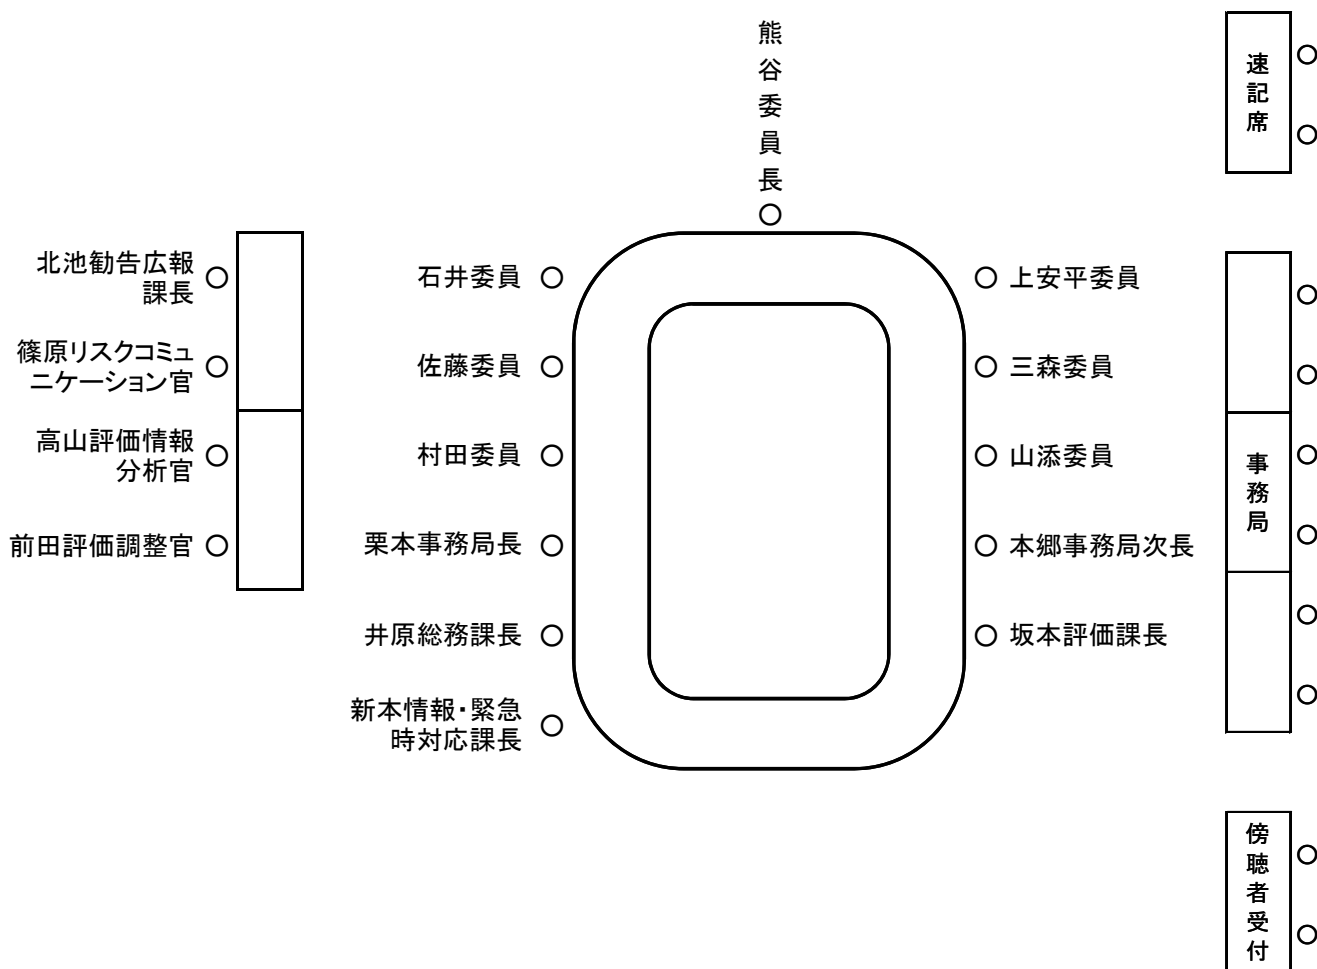 熊谷委員長
速記席
北池勧告広報
課長
石井委員
上安平委員
篠原リスクコミュ
ニケーション官
佐藤委員
三森委員
高山評価情報
分析官
村田委員
山添委員
事務局
前田評価調整官
栗本事務局長
本郷事務局次長
井原総務課長
坂本評価課長
新本情報・緊急
時対応課長
傍聴者受付